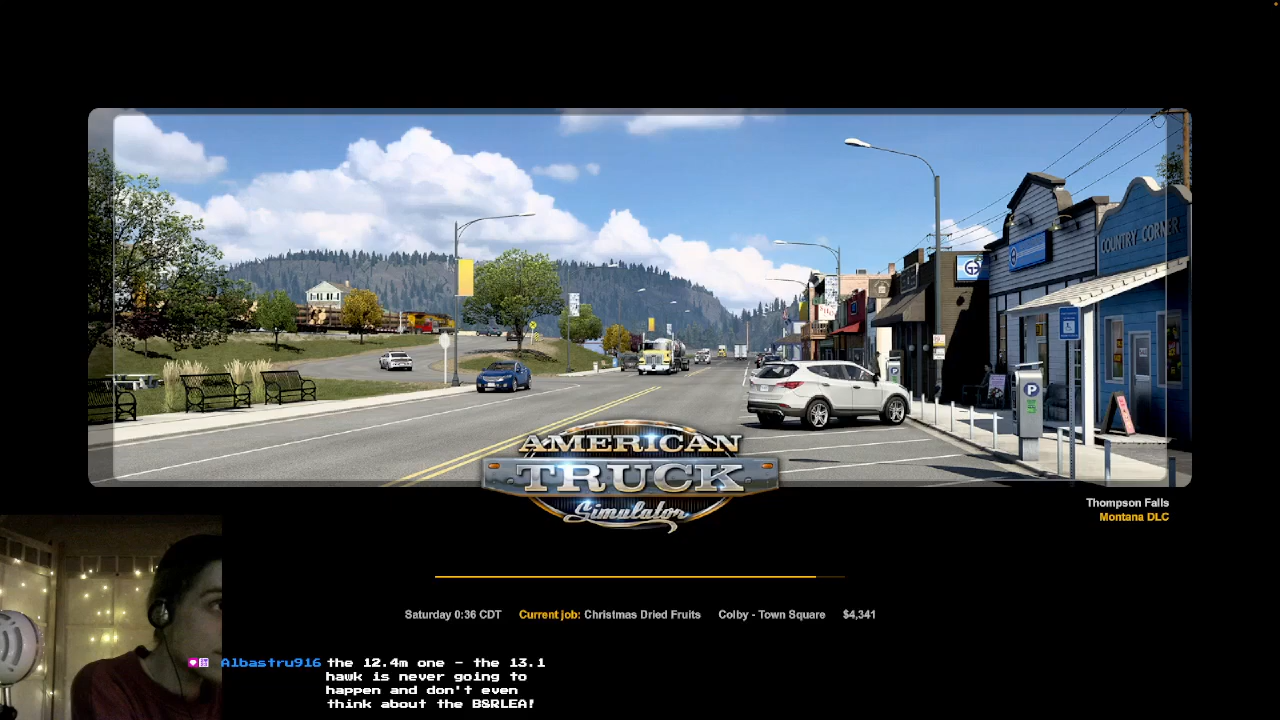 COUNTRY CORNER
P
AMERICAN
TRUCK
Simulator
Thompson Falls
Montana DLC
Saturday 0:36 CDT Current job: Christmas Dried Fruits Colby - Town Square $4,341
Albastru916 the 12.4m one - the 13.1
hawk is never going to
happen and don't even
think about the B&RLEA!